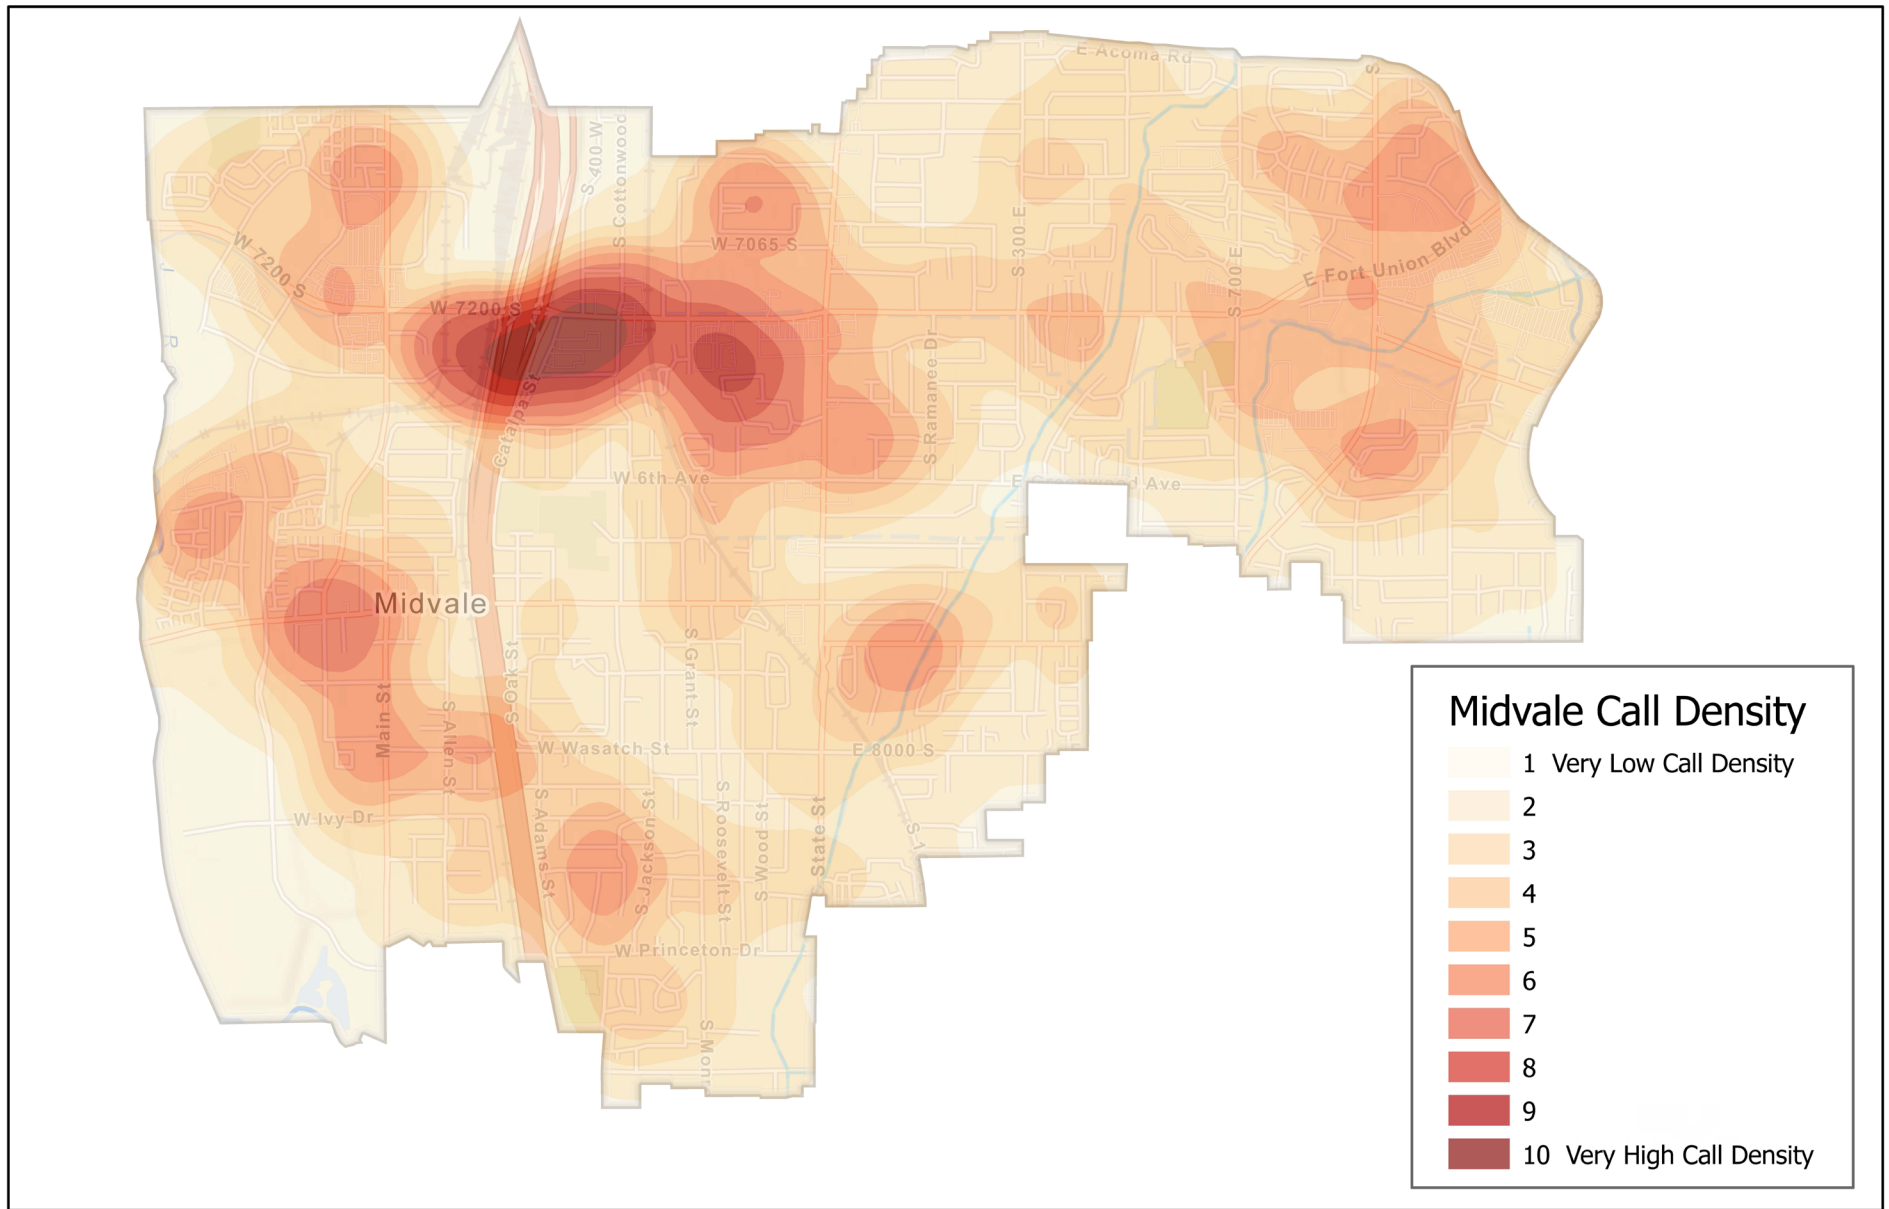 E Acoma Rd
S
S 400 W
S Cottonwood
W 7200 S
W 7065 S
S 300 E
S 700 E
E Fort Union Blvd
W 7200 S
J
R
Catalpa St
S Ramanee Dr
W 6th Ave
E Greenwood Ave
Midvale
S Oak St
S Grant St
Main St
S Allen St
W Wasatch St
E 8000 S
W Ivy Dr
S Adams St
S Jackson St
S Roosevelt St
S Wood St
State St
S 1
W Princeton Dr
S Mon
Midvale Call Density
1 Very Low Call Density
2
3
4
5
6
7
8
9
10 Very High Call Density